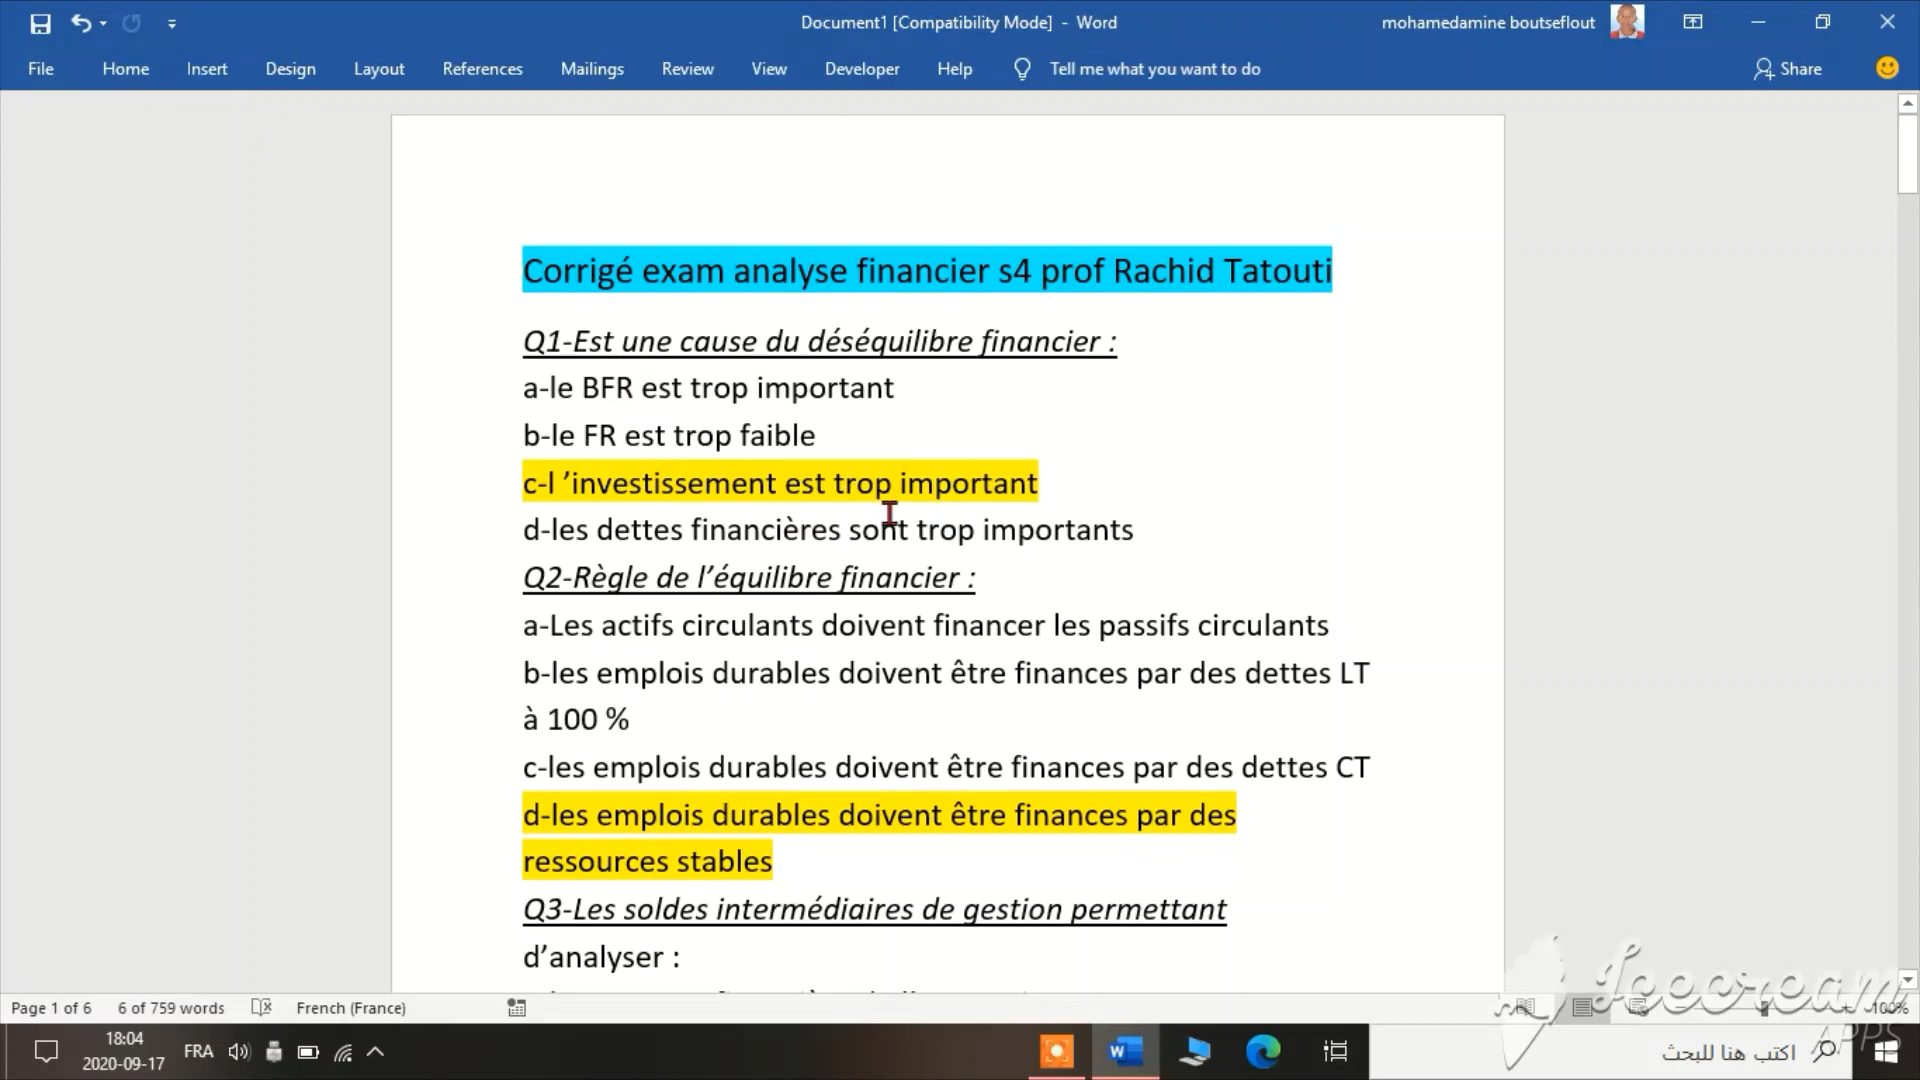 Document1 [Compatibility Mode] - Word
mohamedamine boutseflout
File Home Insert Design Layout References Mailings Review View Developer Help Tell me what you want to do Share
Corrigé exam analyse financier s4 prof Rachid Tatouti
Q1-Est une cause du déséquilibre financier :
a-le BFR est trop important
b-le FR est trop faible
c-l ’investissement est trop important
d-les dettes financières sont trop importants
Q2-Règle de l’équilibre financier :
a-Les actifs circulants doivent financer les passifs circulants
b-les emplois durables doivent être finances par des dettes LT
à 100 %
c-les emplois durables doivent être finances par des dettes CT
d-les emplois durables doivent être finances par des
ressources stables
Q3-Les soldes intermédiaires de gestion permettant
d’analyser :
Page 1 of 6 6 of 759 words French (France) 100%
Icecream
APPS
18:04
2020-09-17
FRA
اكتب هنا للبحث